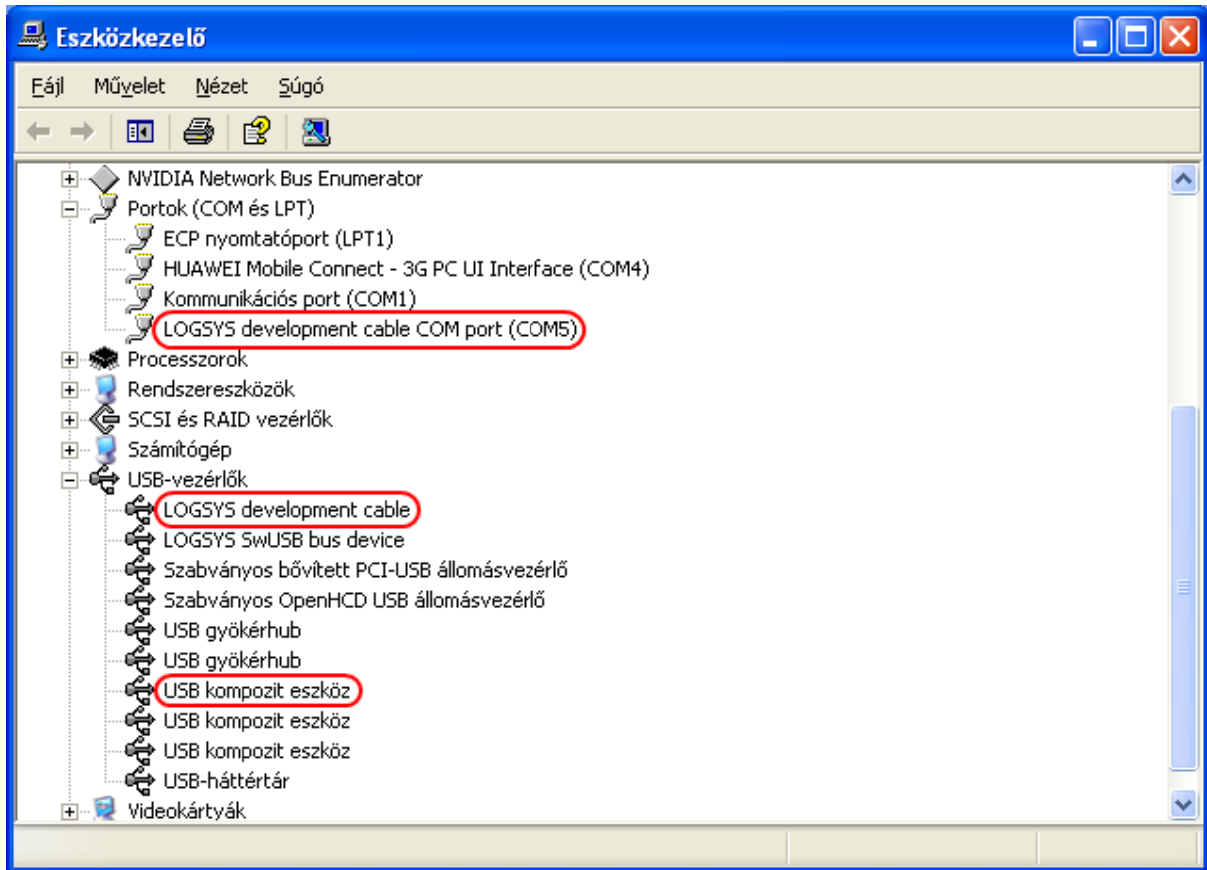 Eszközkezelő
Fájl Művelet Nézet Súgó
NVIDIA Network Bus Enumerator
Portok (COM és LPT)
ECP nyomtatóport (LPT1)
HUAWEI Mobile Connect - 3G PC UI Interface (COM4)
Kommunikációs port (COM1)
LOGSYS development cable COM port (COM5)
Processzorok
Rendszereszközök
SCSI és RAID vezérlők
Számítógép
USB-vezérlők
LOGSYS development cable
LOGSYS SwUSB bus device
Szabványos bővített PCI-USB állomásvezérlő
Szabványos OpenHCD USB állomásvezérlő
USB gyökérhub
USB gyökérhub
USB kompozit eszköz
USB kompozit eszköz
USB kompozit eszköz
USB-háttértár
Videokártyák